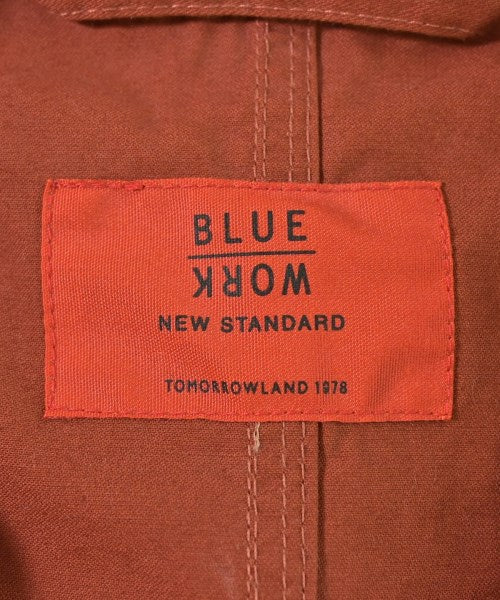 BLUE
WORK
NEW STANDARD
TOMORROWLAND 1978